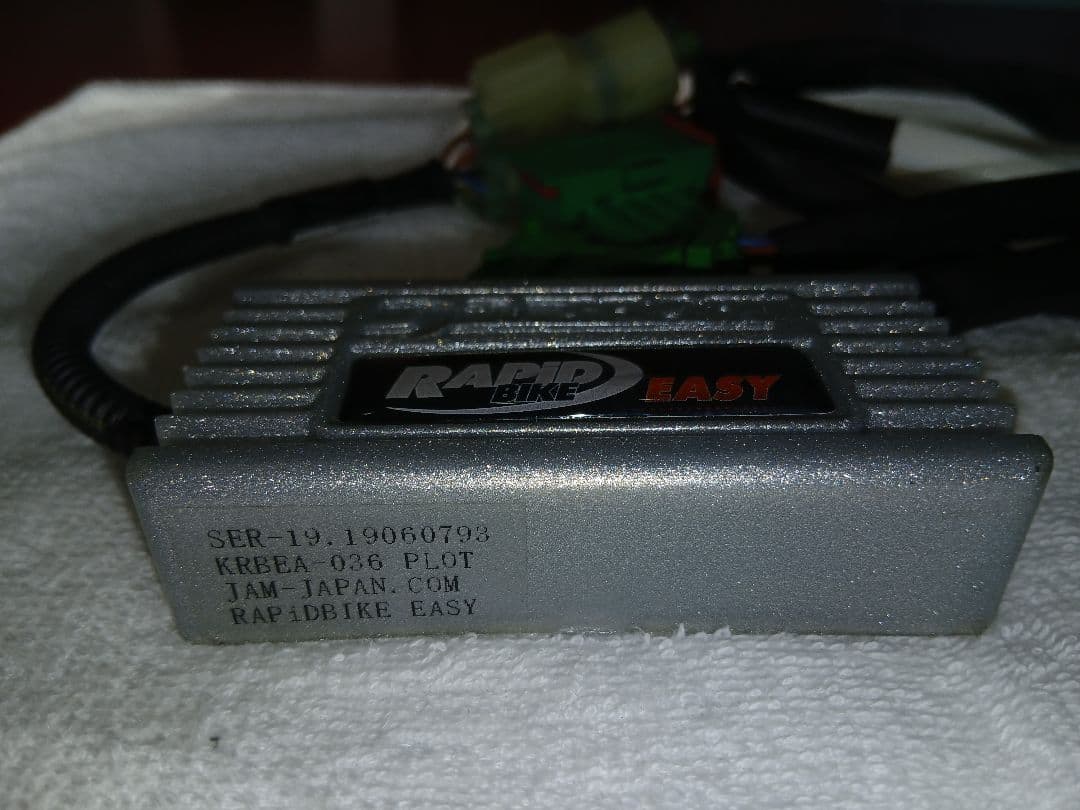 RAPiD BIKE EASY
SER-19.19060793
KRBEA-036 PLOT
JAM-JAPAN.COM
RAPiDBIKE EASY